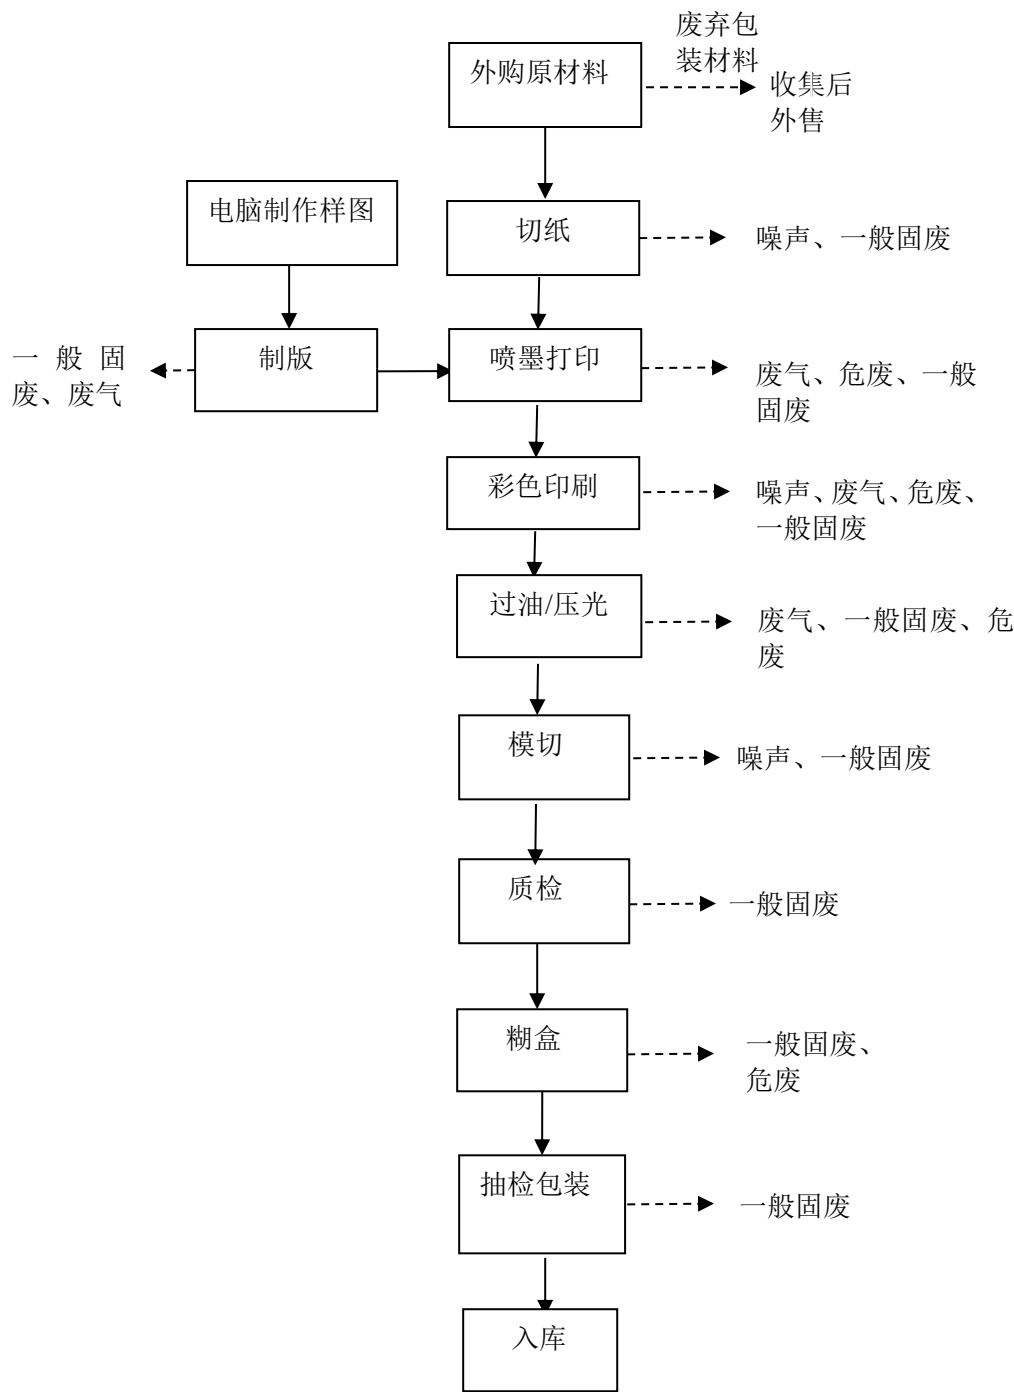 废弃包
装材料
外购原材料
收集后
外售
电脑制作样图
切纸
噪声、一般固废
一般固
废、废气
制版
喷墨打印
废气、危废、一般
固废
彩色印刷
噪声、废气、危废、
一般固废
过油/压光
废气、一般固废、危
废
模切
噪声、一般固废
质检
一般固废
糊盒
一般固废、
危废
抽检包装
一般固废
入库